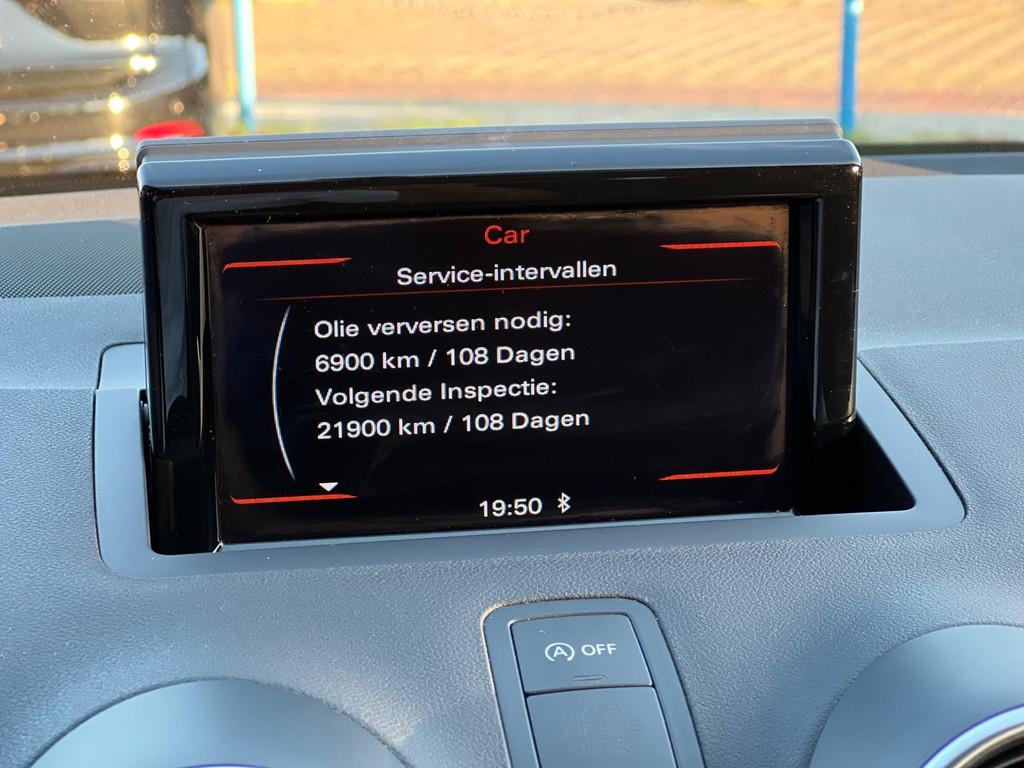 Car
Service-intervallen
Olie verversen nodig:
6900 km / 108 Dagen
Volgende Inspectie:
21900 km / 108 Dagen
19:50
A OFF